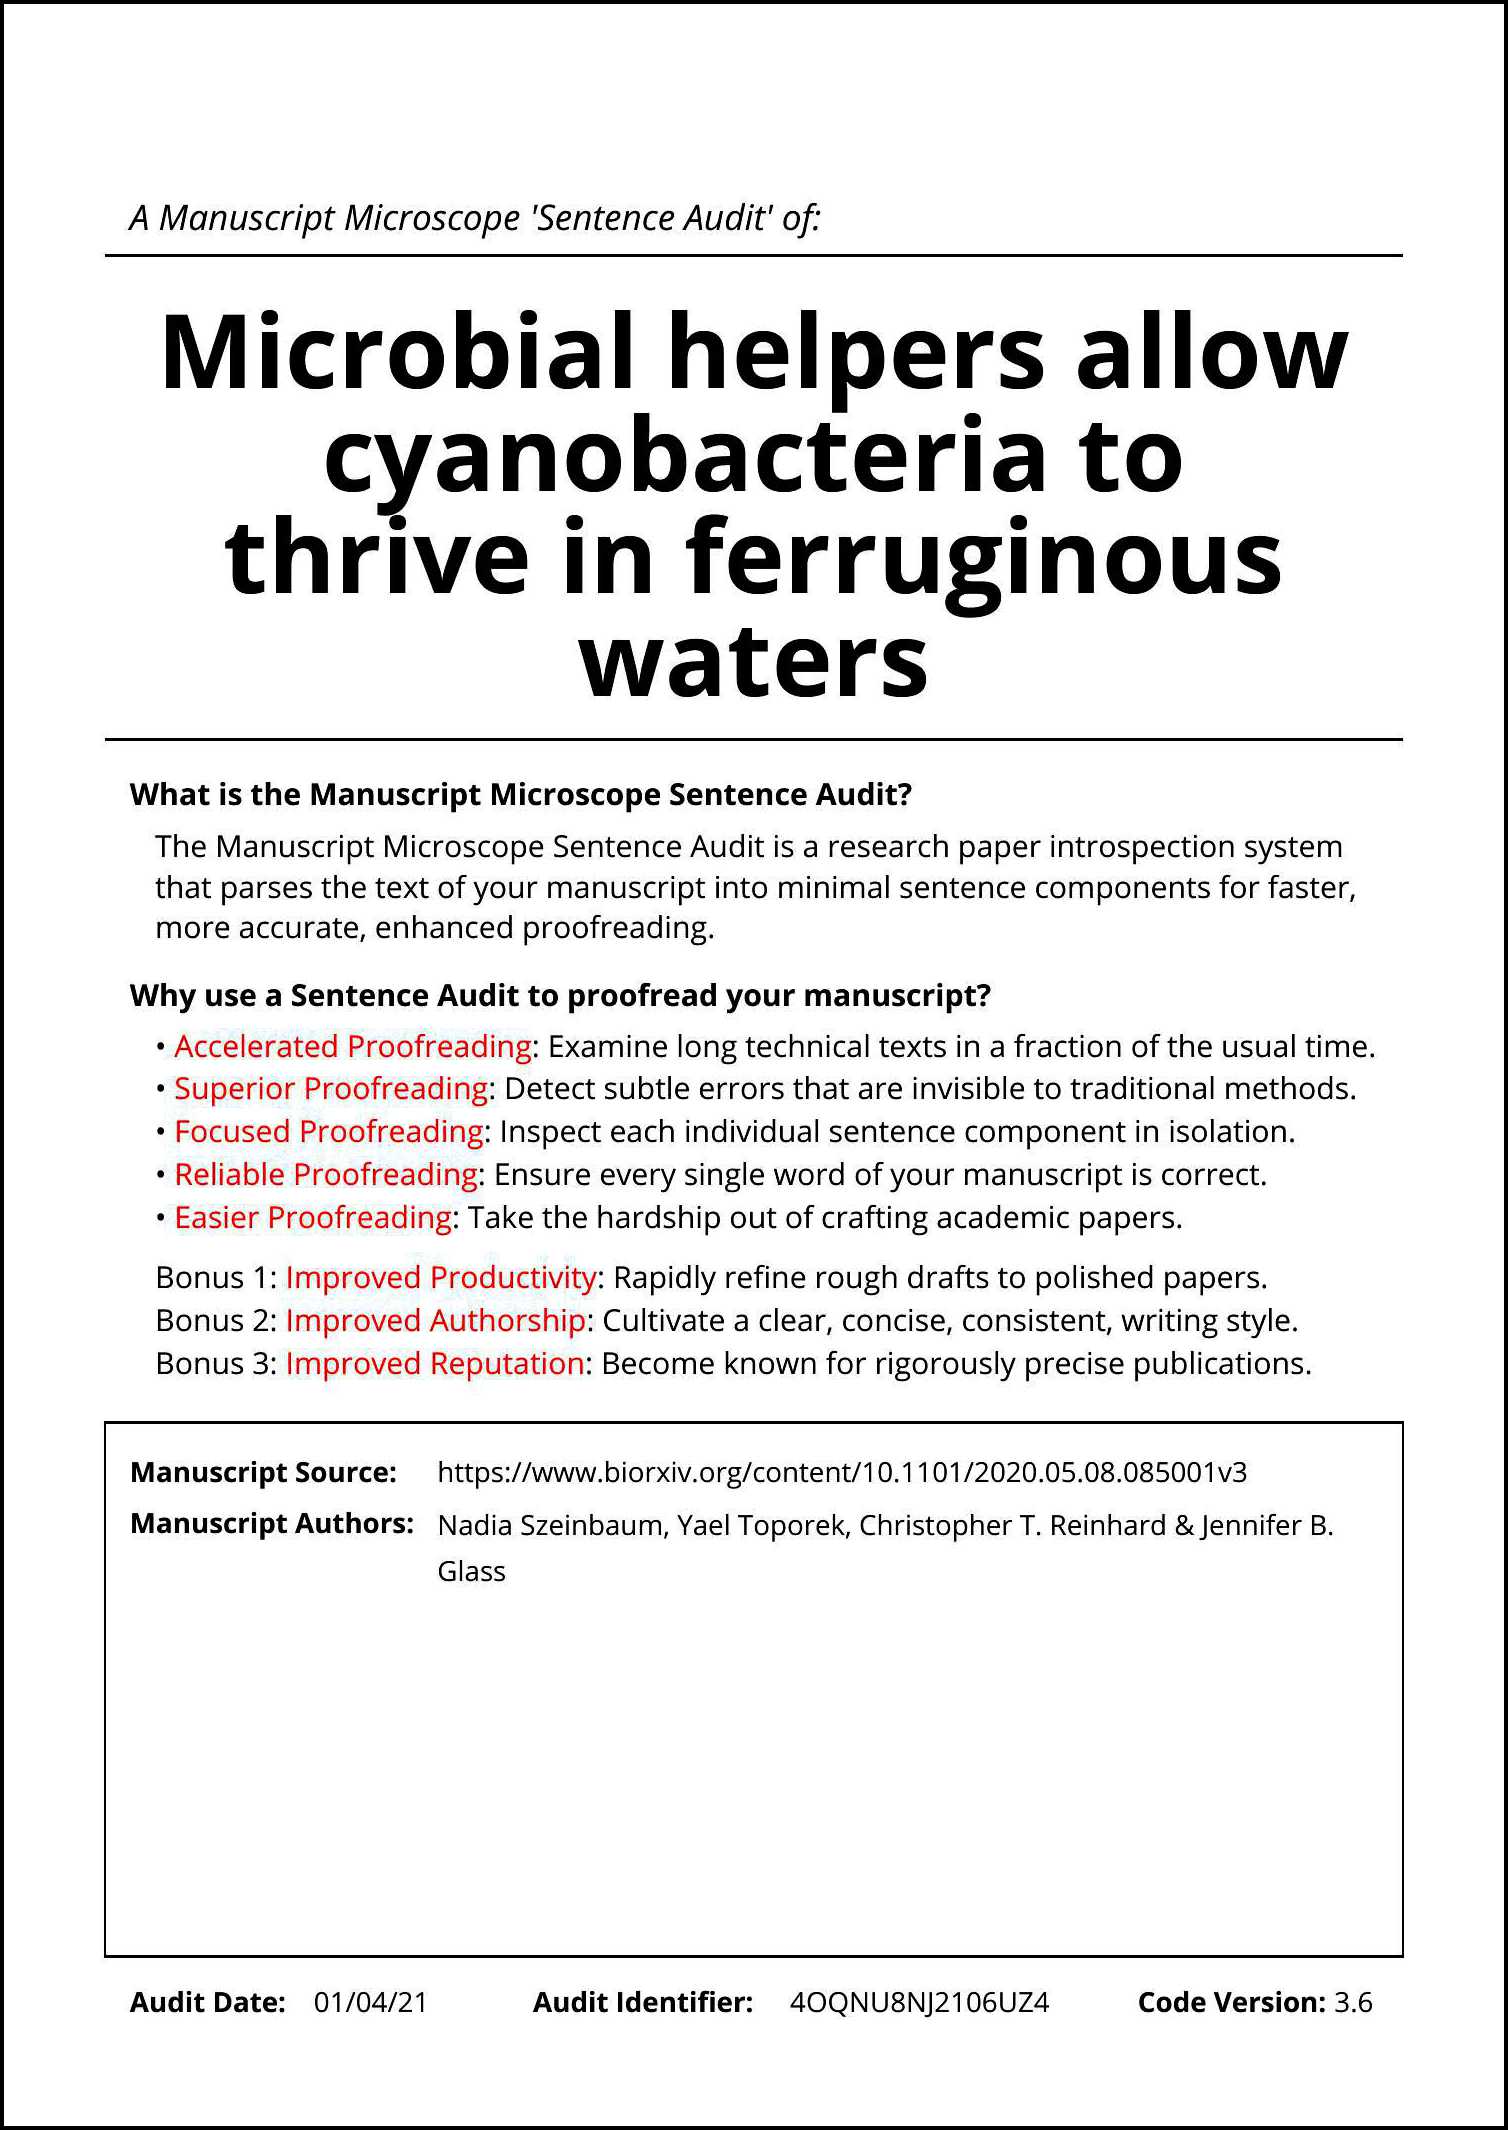 A Manuscript Microscope 'Sentence Audit' of:
Microbial helpers allow
cyanobacteria to
thrive in ferruginous
waters
What is the Manuscript Microscope Sentence Audit?
The Manuscript Microscope Sentence Audit is a research paper introspection system
that parses the text of your manuscript into minimal sentence components for faster,
more accurate, enhanced proofreading.
Why use a Sentence Audit to proofread your manuscript?
• Accelerated Proofreading: Examine long technical texts in a fraction of the usual time.
• Superior Proofreading: Detect subtle errors that are invisible to traditional methods.
• Focused Proofreading: Inspect each individual sentence component in isolation.
• Reliable Proofreading: Ensure every single word of your manuscript is correct.
• Easier Proofreading: Take the hardship out of crafting academic papers.
Bonus 1: Improved Productivity: Rapidly refine rough drafts to polished papers.
Bonus 2: Improved Authorship: Cultivate a clear, concise, consistent, writing style.
Bonus 3: Improved Reputation: Become known for rigorously precise publications.
Manuscript Source: https://www.biorxiv.org/content/10.1101/2020.05.08.085001v3
Manuscript Authors: Nadia Szeinbaum, Yael Toporek, Christopher T. Reinhard & Jennifer B.
Glass
Audit Date: 01/04/21 Audit Identifier: 4OQNU8NJ2106UZ4 Code Version: 3.6